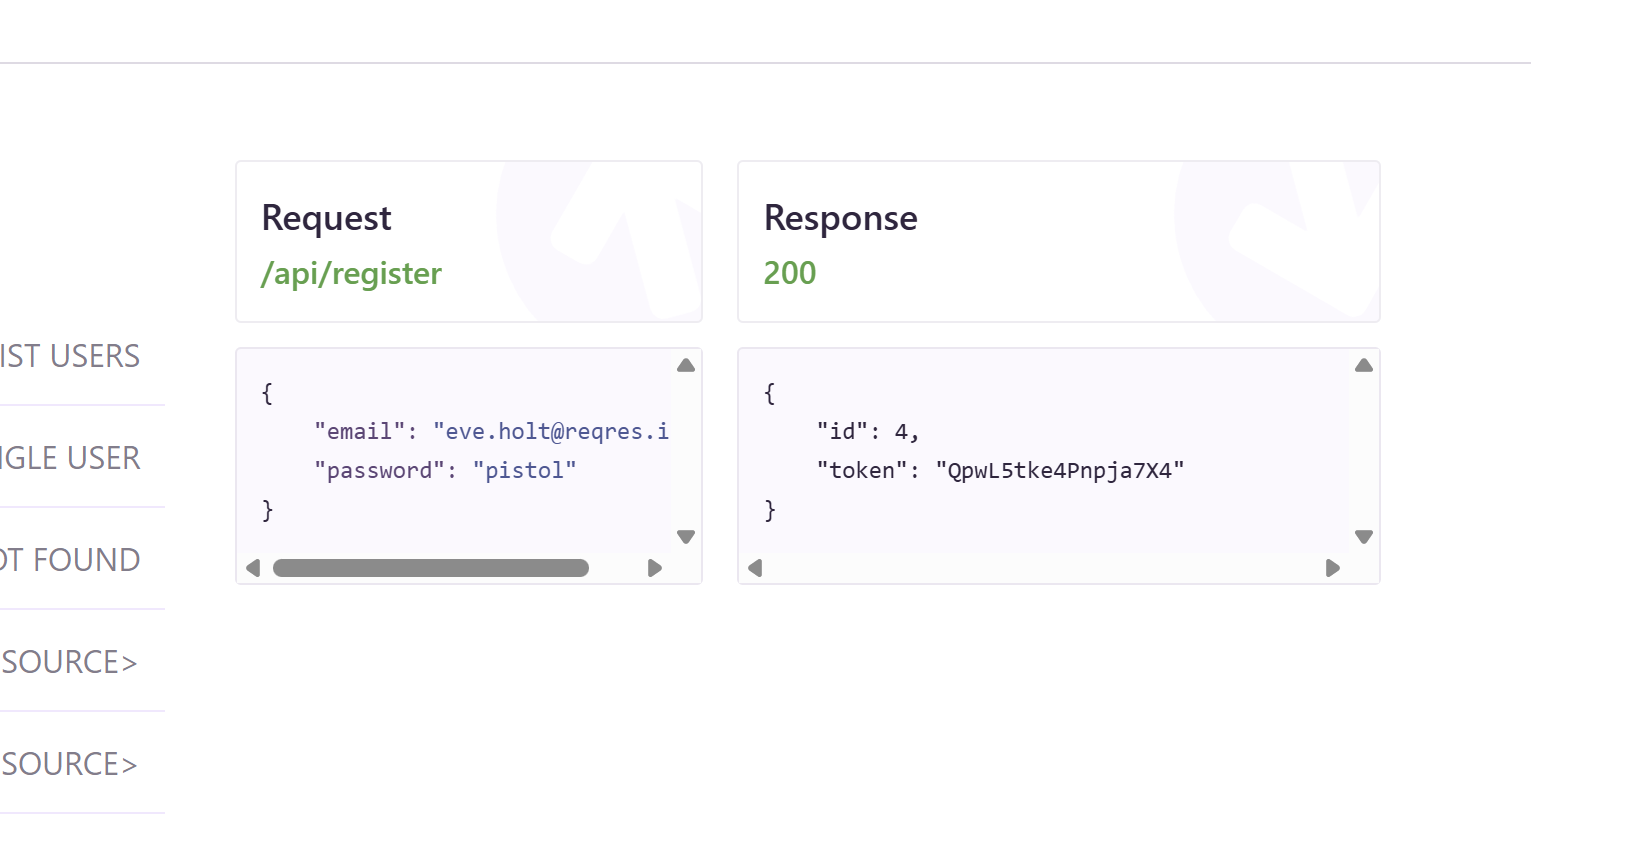 Request
/api/register
Response
200
IST USERS
GLE USER
OT FOUND
SOURCE>
SOURCE>
{
    "email": "eve.holt@reqres.i
    "password": "pistol"
}
{
    "id": 4,
    "token": "QpwL5tke4Pnpja7X4"
}